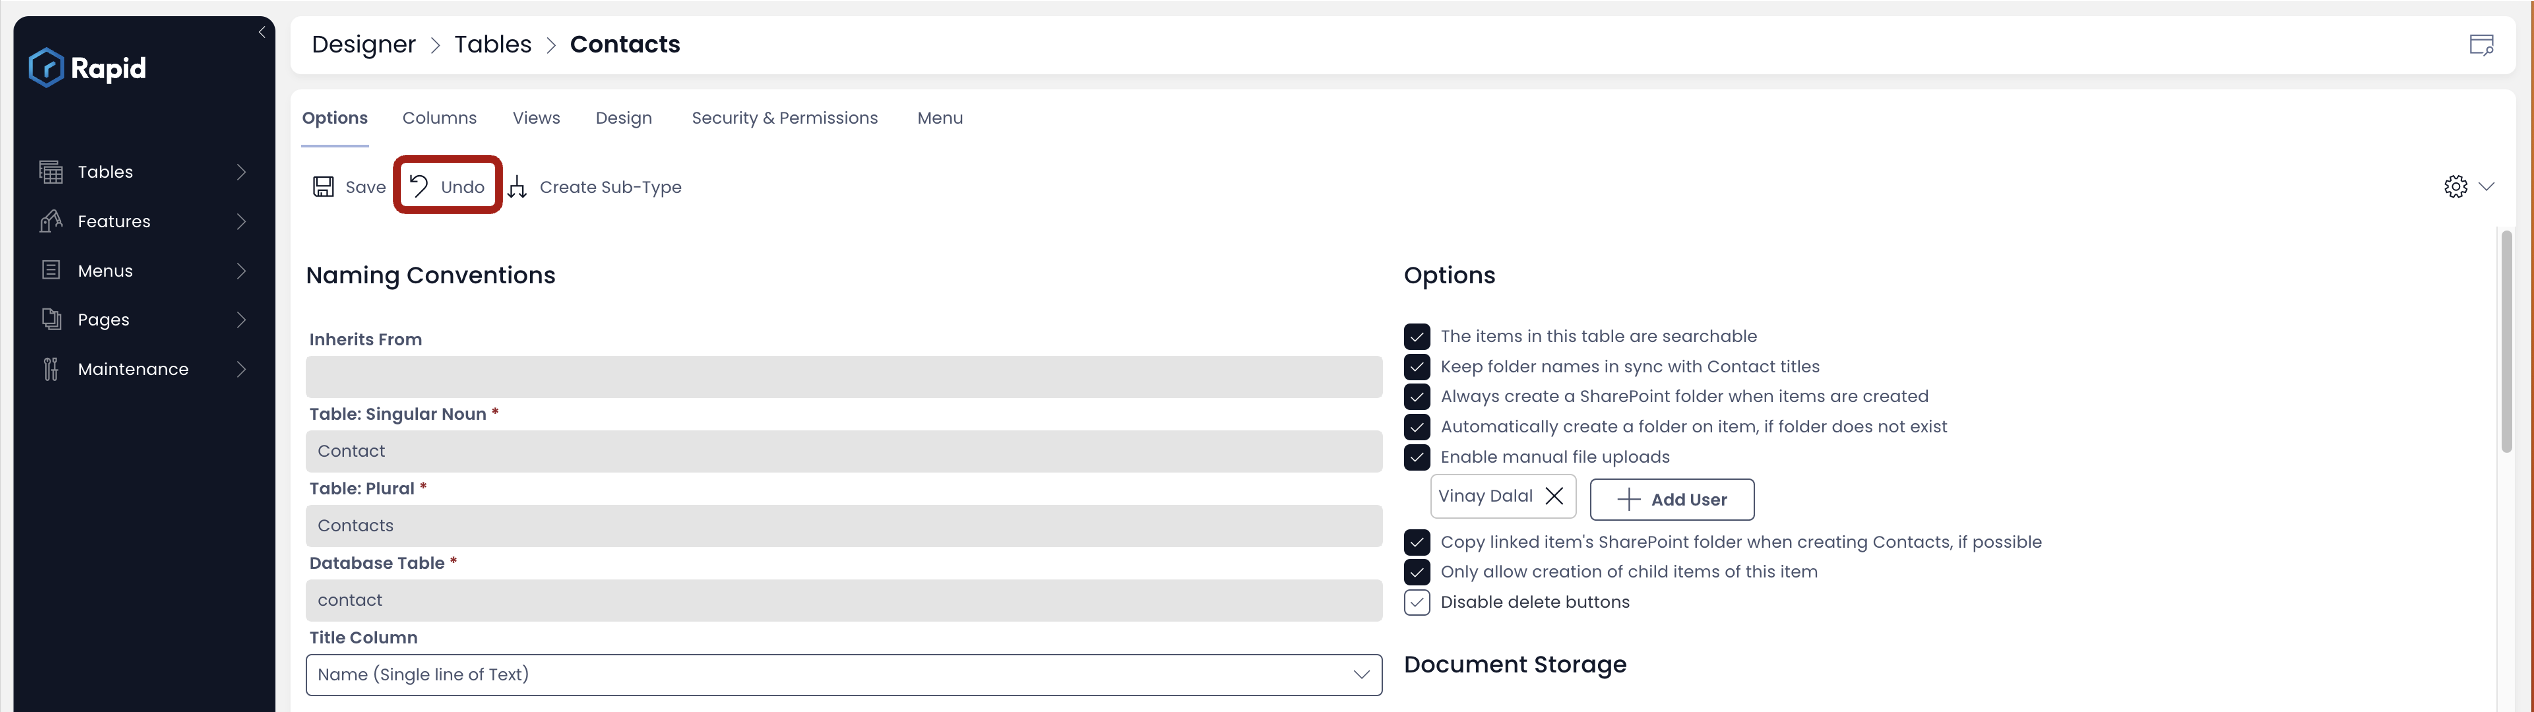 Rapid
Tables
Features
Menus
Pages
Maintenance
Designer > Tables > Contacts
Options Columns Views Design Security & Permissions Menu
Save Undo Create Sub-Type
Naming Conventions
Inherits From
Table: Singular Noun *
Contact
Table: Plural *
Contacts
Database Table *
contact
Title Column
Name (Single line of Text)
Options
The items in this table are searchable
Keep folder names in sync with Contact titles
Always create a SharePoint folder when items are created
Automatically create a folder on item, if folder does not exist
Enable manual file uploads
Vinay Dalal Add User
Copy linked item's SharePoint folder when creating Contacts, if possible
Only allow creation of child items of this item
Disable delete buttons
Document Storage